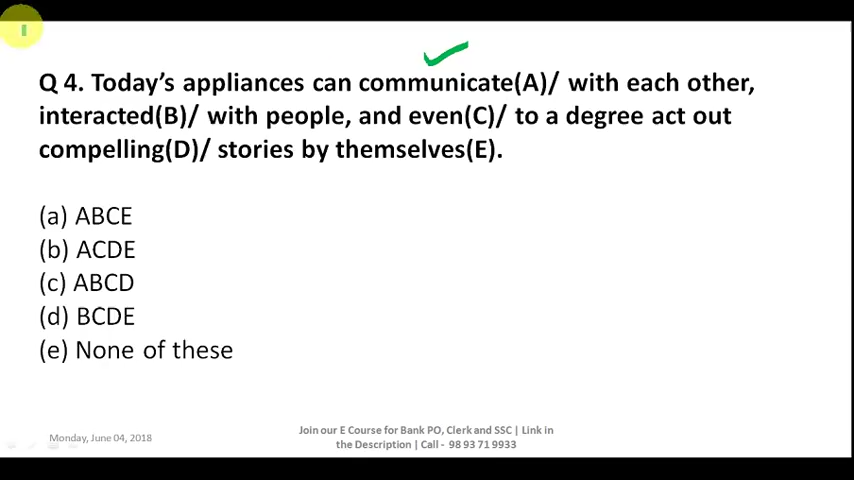 Q 4. Today's appliances can communicate(A)/ with each other,
interacted(B)/ with people, and even(C)/ to a degree act out
compelling(D)/ stories by themselves(E).
(a) ABCE
(b) ACDE
(c) ABCD
(d) BCDE
(e) None of these
Monday, June 04, 2018
Join our E Course for Bank PO, Clerk and SSC | Link in
the Description | Call - 98 93 71 9933